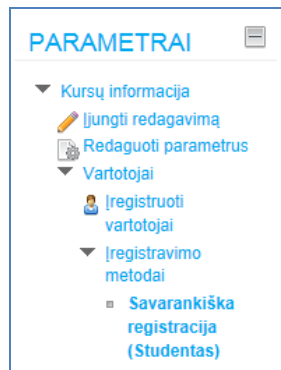 PARAMETRAI
Kursų informacija
Įjungti redagavimą
Redaguoti parametrus
Vartotojai
Įregistruoti
vartotojai
Įregistravimo
metodai
Savarankiška
registracija
(Studentas)